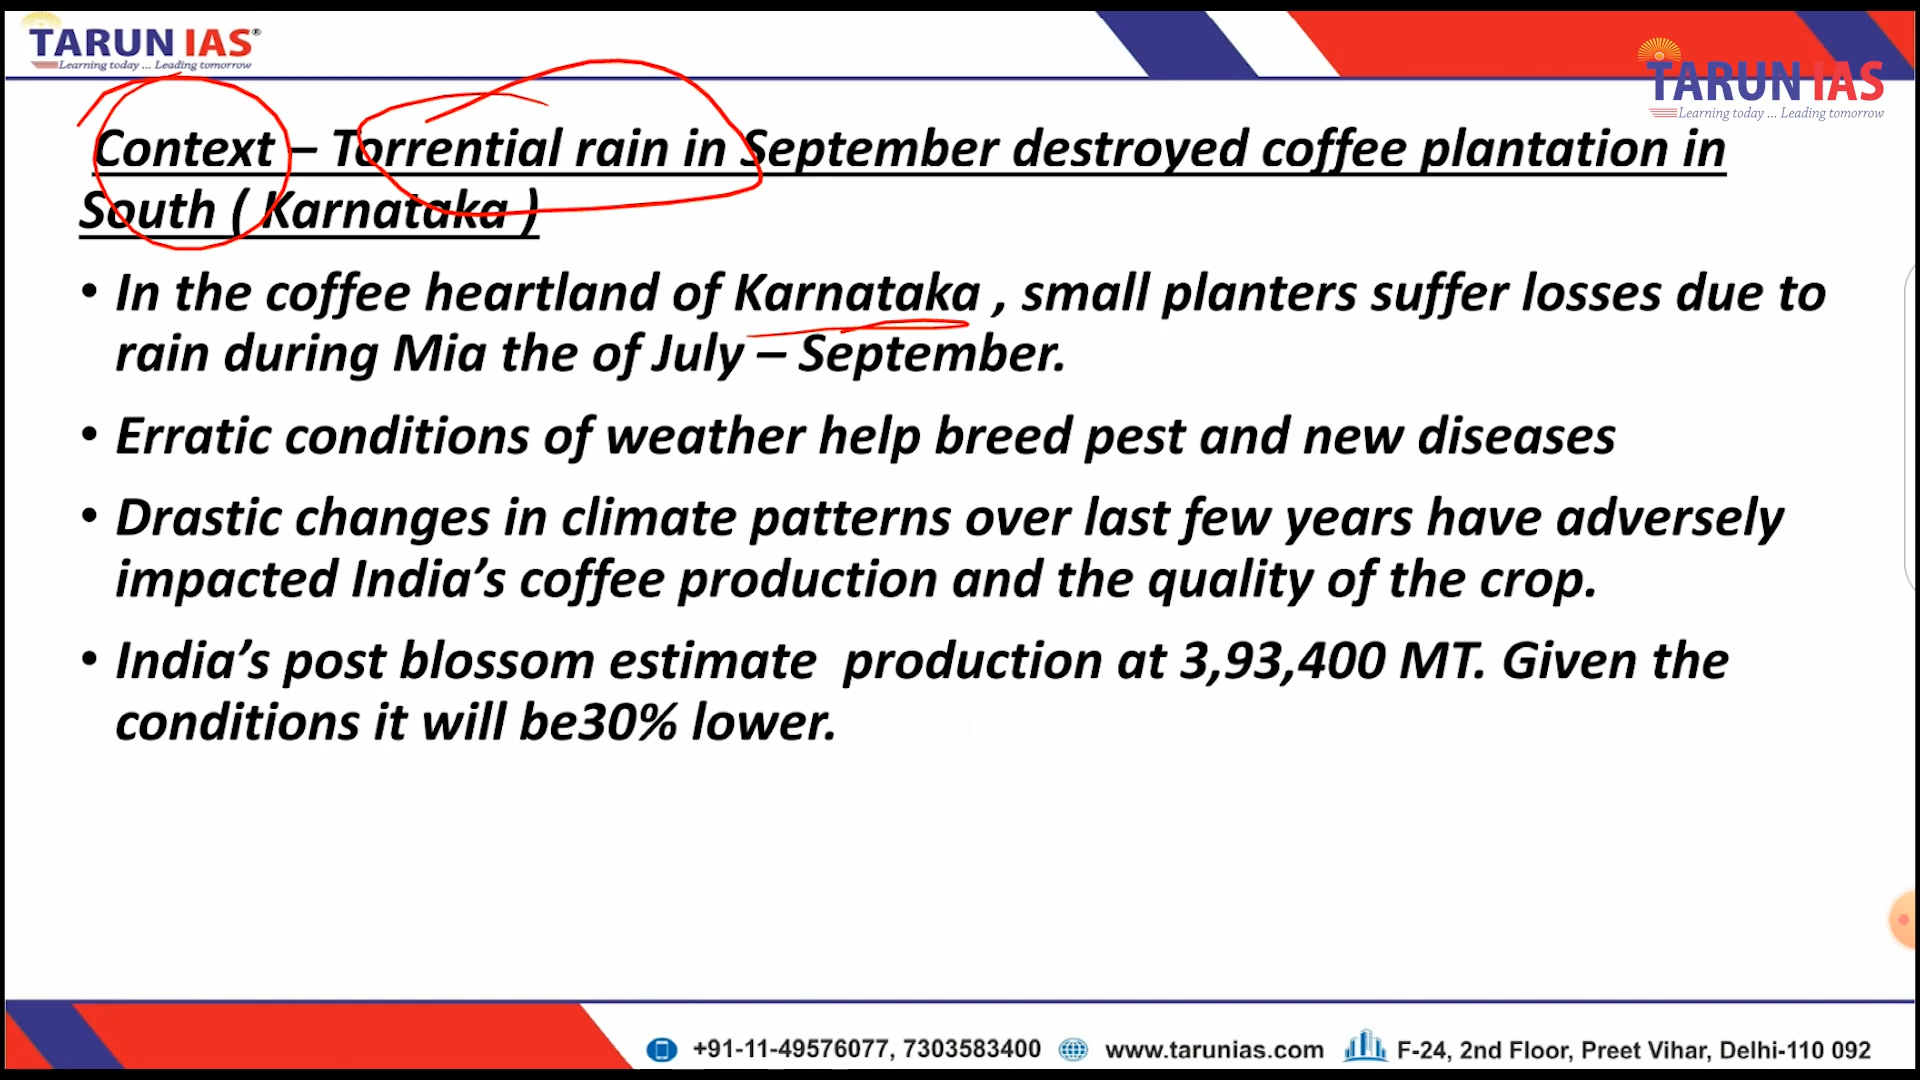 TARUN IAS®
Learning today ... Leading tomorrow
TARUN IAS
Learning today ... Leading tomorrow
Context – Torrential rain in September destroyed coffee plantation in
South ( Karnataka )
• In the coffee heartland of Karnataka , small planters suffer losses due to
rain during Mia the of July – September.
• Erratic conditions of weather help breed pest and new diseases
• Drastic changes in climate patterns over last few years have adversely
impacted India’s coffee production and the quality of the crop.
• India’s post blossom estimate production at 3,93,400 MT. Given the
conditions it will be30% lower.
+91-11-49576077, 7303583400 www.tarunias.com F-24, 2nd Floor, Preet Vihar, Delhi-110 092